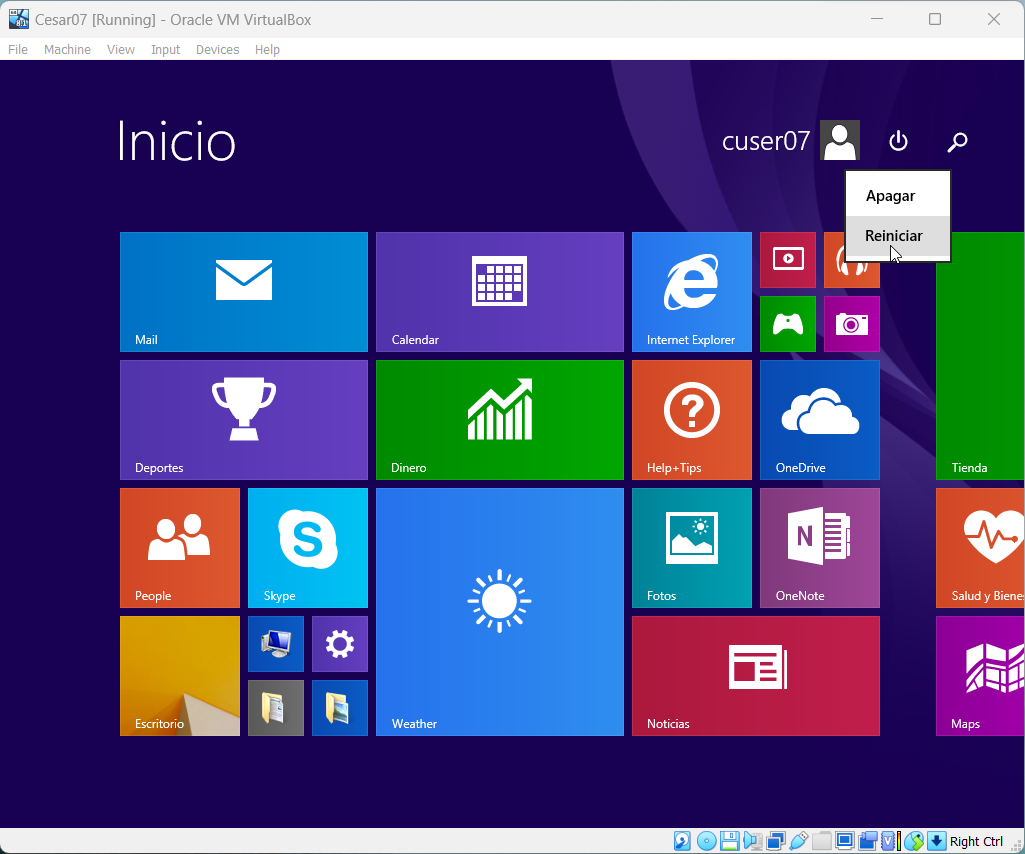 Cesar07 [Running] - Oracle VM VirtualBox
File Machine View Input Devices Help
Inicio
cuser07
Apagar
Reiniciar
Mail
Calendar
Internet Explorer
Deportes
Dinero
Help+Tips
OneDrive
Tienda
People
Skype
Fotos
OneNote
Salud y Biene
Escritorio
Weather
Noticias
Maps
Right Ctrl